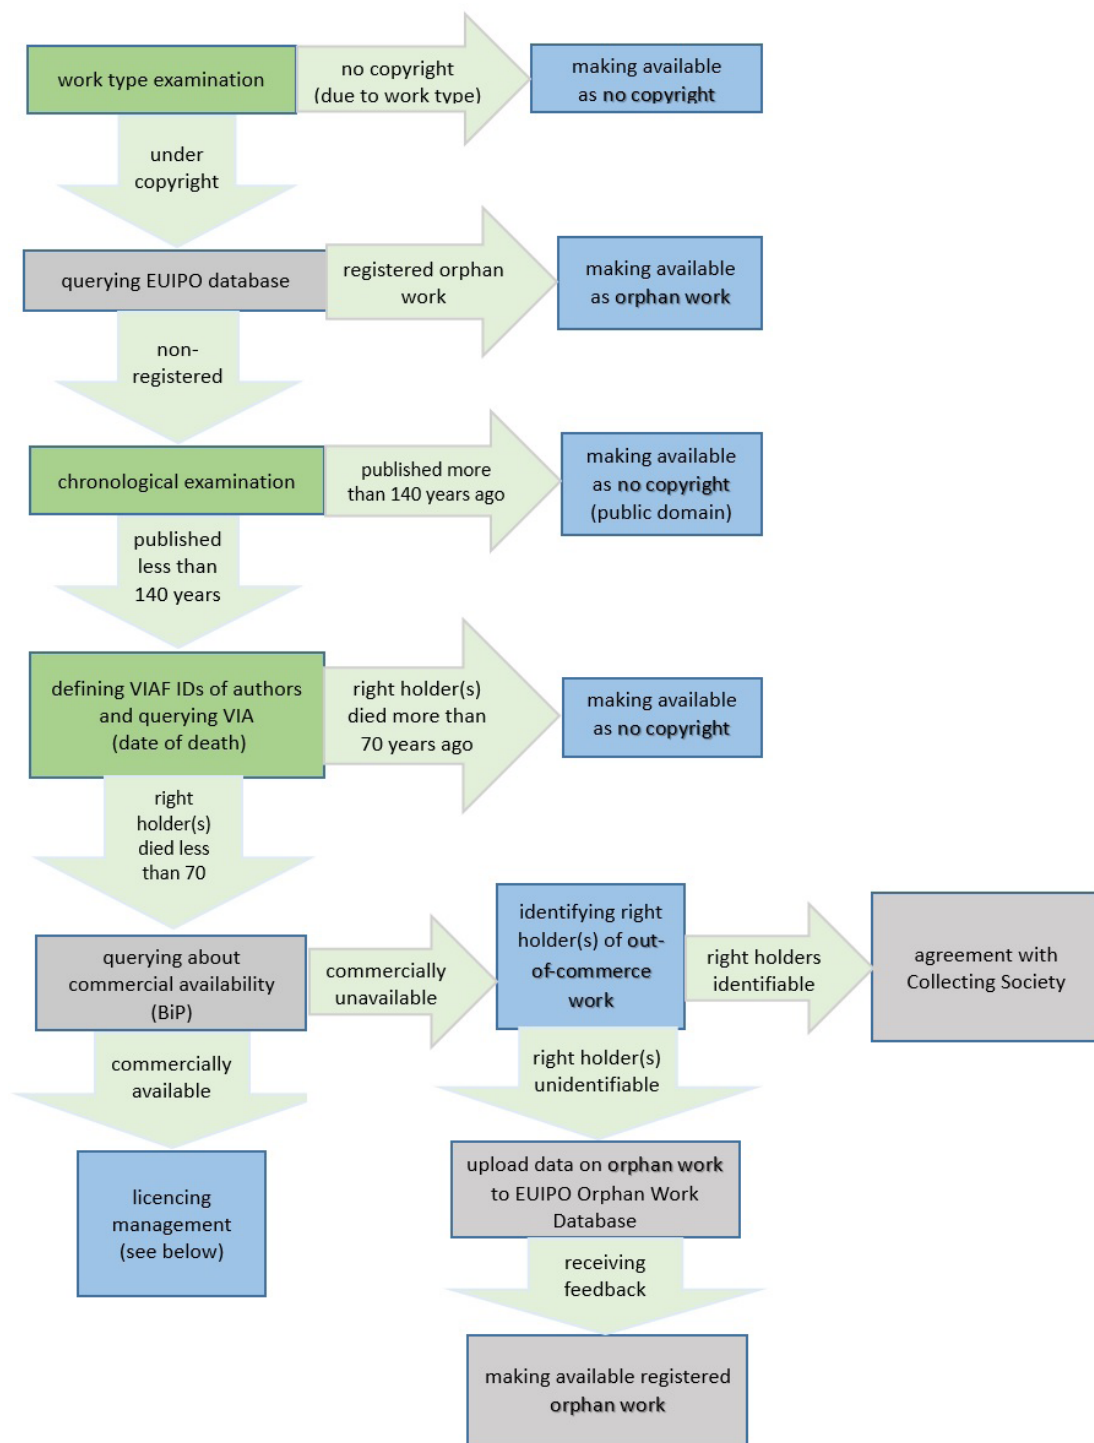 work type examination
no copyright
(due to work type)
making available
as no copyright
under
copyright
querying EUIPO database
registered orphan
work
making available
as orphan work
non-
registered
chronological examination
published more
than 140 years ago
making available
as no copyright
(public domain)
published
less than
140 years
defining VIAF IDs of authors
and querying VIA
(date of death)
right holder(s)
died more than
70 years ago
making available
as no copyright
right
holder(s)
died less
than 70
querying about
commercial availability
(BiP)
commercially
unavailable
identifying right
holder(s) of out-
of-commerce
work
right holders
identifiable
agreement with
Collecting Society
commercially
available
right holder(s)
unidentifiable
licencing
management
(see below)
upload data on orphan work
to EUIPO Orphan Work
Database
receiving
feedback
making available registered
orphan work